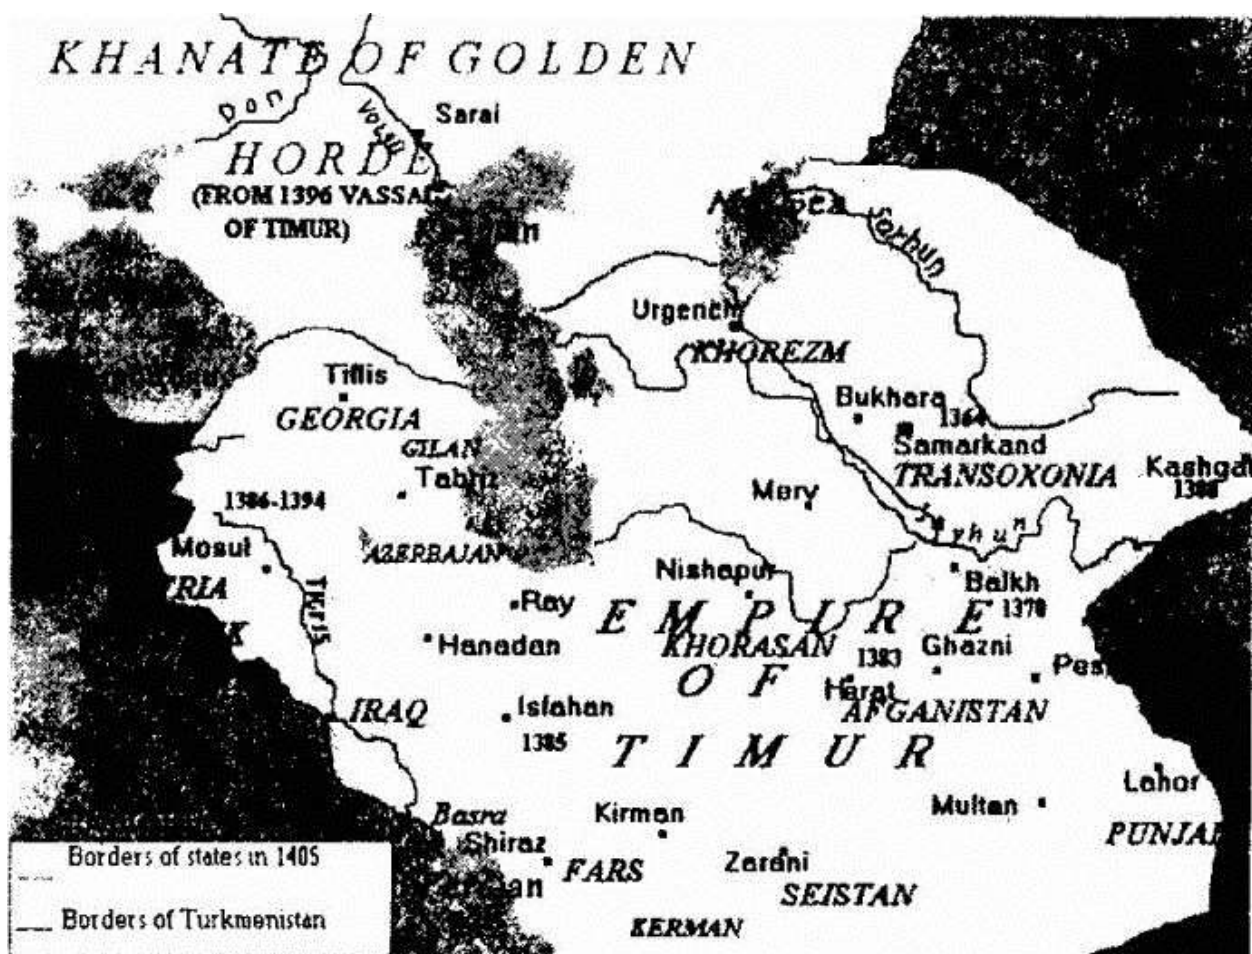 KHANATE OF GOLDEN
Don
Volga
Sarai
HORDE
(FROM 1396 VASSAL
OF TIMUR)
Sarhun
Urgench
KHOREZM
Tiflis
GEORGIA
Bukhara
1364
GILAN
Samarkand
Tabriz
TRANSOXONIA
Kashgar
1386-1394
Merv
Mosul
AZERBAJAN
Nishapur
Balkh
TIGRIS
Ray
EMPIRE
1370
Hanadan
KHORASAN
1383
Ghazni
OF
Harat
IRAQ
Isfahan
AFGANISTAN
1385
TIMUR
Lahor
Basra
Kirman
Multan
Shiraz
PUNJAB
Borders of states in 1405
FARS
Zarani
SEISTAN
Borders of Turkmenistan
KERMAN